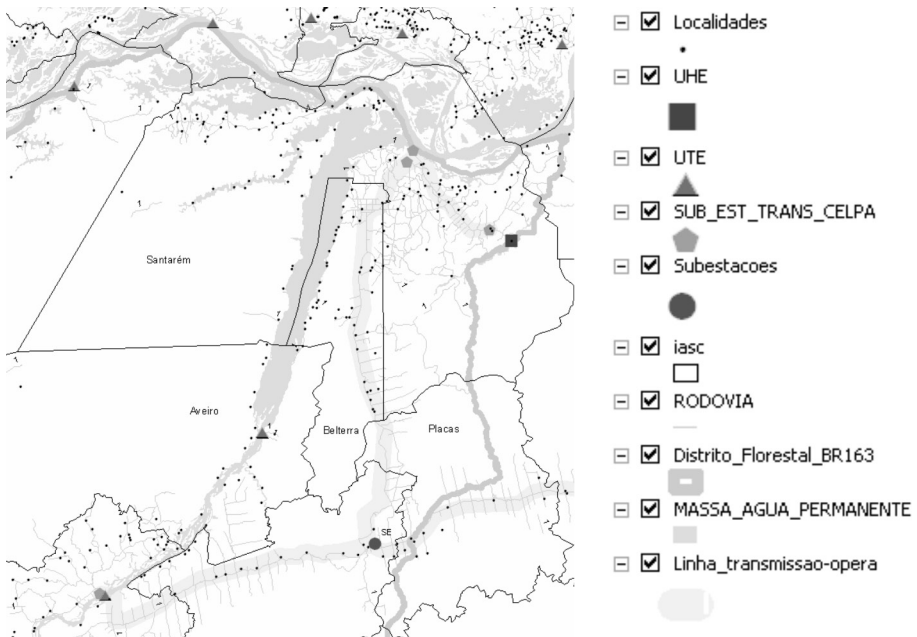 Santarém
Aveiro
Belterra
Placas
SE
Localidades
UHE
UTE
SUB_EST_TRANS_CELPA
Subestacoes
iasc
RODOVIA
Distrito_Florestal_BR163
MASSA_AGUA_PERMANENTE
Linha_transmissao-opera